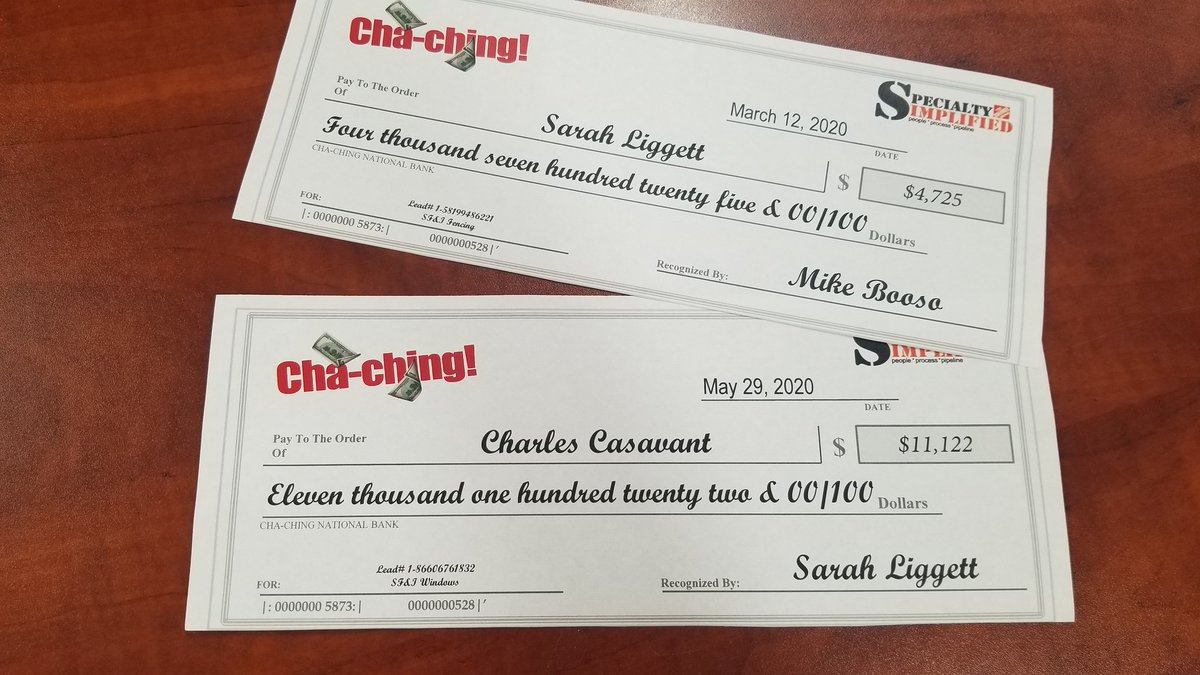 Cha-ching!
SPECIALTY
SIMPLIFIED
people * process * pipeline
March 12, 2020
DATE
Pay To The Order
Of
Sarah Liggett
$ $4,725
Four thousand seven hundred twenty five & 00/100 Dollars
CHA-CHING NATIONAL BANK
Lead# 1-58199486221
FOR: SF&I Fencing
|: 0000000 5873:| 0000000528|′
Recognized By: Mike Booso
Cha-ching!
people * process * pipeline
May 29, 2020
DATE
Pay To The Order
Of
Charles Casavant
$ $11,122
Eleven thousand one hundred twenty two & 00/100 Dollars
CHA-CHING NATIONAL BANK
Lead# 1-86606761832
FOR: SF&I Windows
|: 0000000 5873:| 0000000528|′
Recognized By: Sarah Liggett